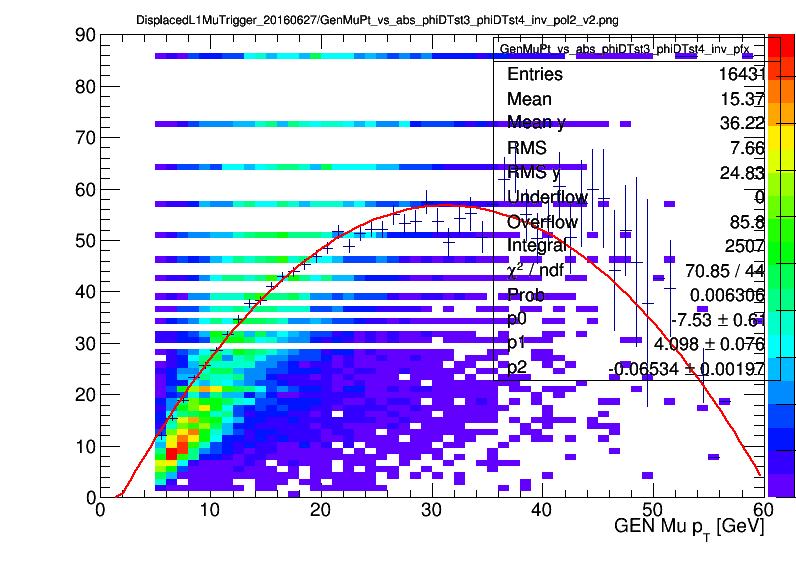 DisplacedL1MuTrigger_20160627/GenMuPt_vs_abs_phiDTst3_phiDTst4_inv_pol2_v2.png
GenMuPt_vs_abs_phiDTst3_phiDTst4_inv_pfx
Entries 16431
Mean 15.37
Mean y 36.22
RMS 7.66
RMS y 24.83
Underflow 0
Overflow 85.8
Integral 2507
χ² / ndf 70.85 / 44
Prob 0.006306
p0 -7.53 ± 0.61
p1 4.098 ± 0.076
p2 -0.06534 ± 0.00197
90
80
70
60
50
40
30
20
10
0
0 10 20 30 40 50 60
GEN Mu p_T [GeV]